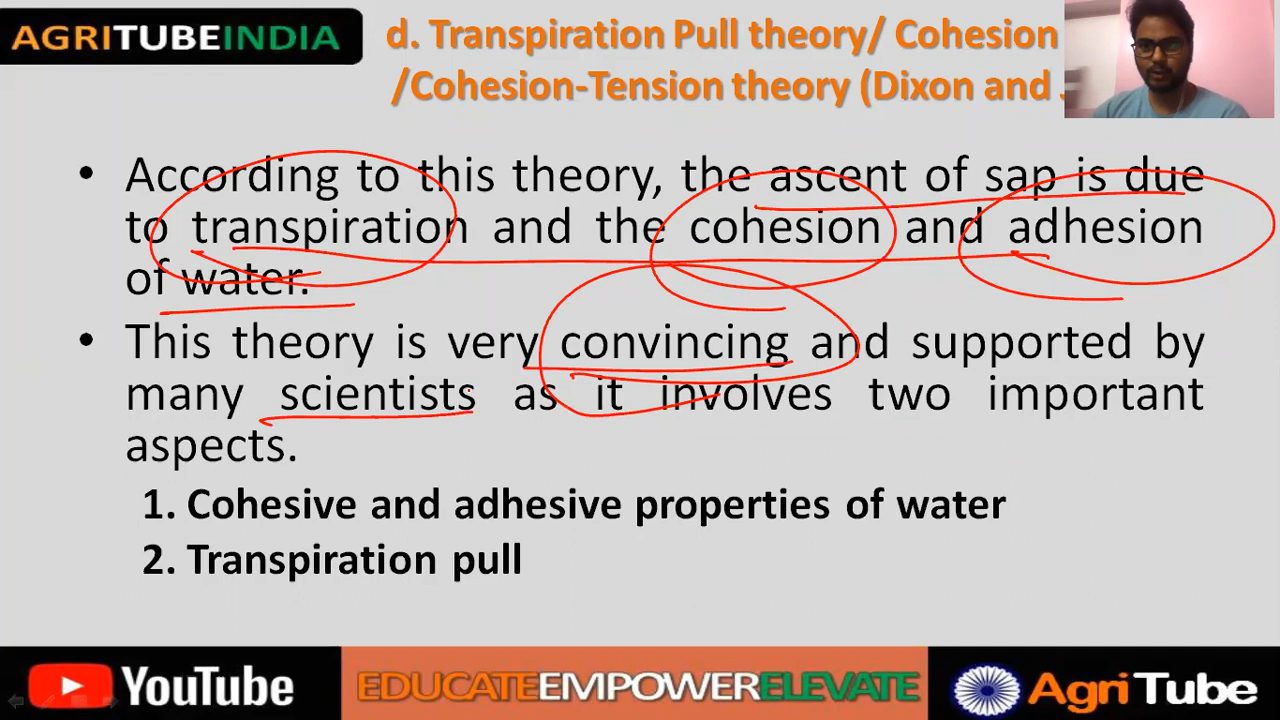 AGRITUBEINDIA
d. Transpiration Pull theory/ Cohesion
/Cohesion-Tension theory (Dixon and
• According to this theory, the ascent of sap is due
to transpiration and the cohesion and adhesion
of water.
• This theory is very convincing and supported by
many scientists as it involves two important
aspects.
1. Cohesive and adhesive properties of water
2. Transpiration pull
YouTube
EDUCATEEMPOWERELEVATE
AgriTube